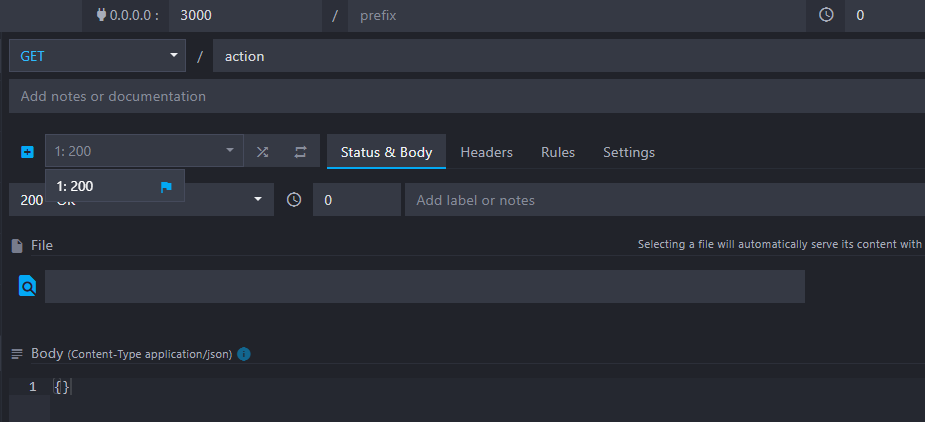 0.0.0.0 : 3000 / prefix 0
GET / action
Add notes or documentation
1: 200 Status & Body Headers Rules Settings
1: 200
200 OK 0 Add label or notes
File Selecting a file will automatically serve its content with
Body (Content-Type application/json)
1 {}